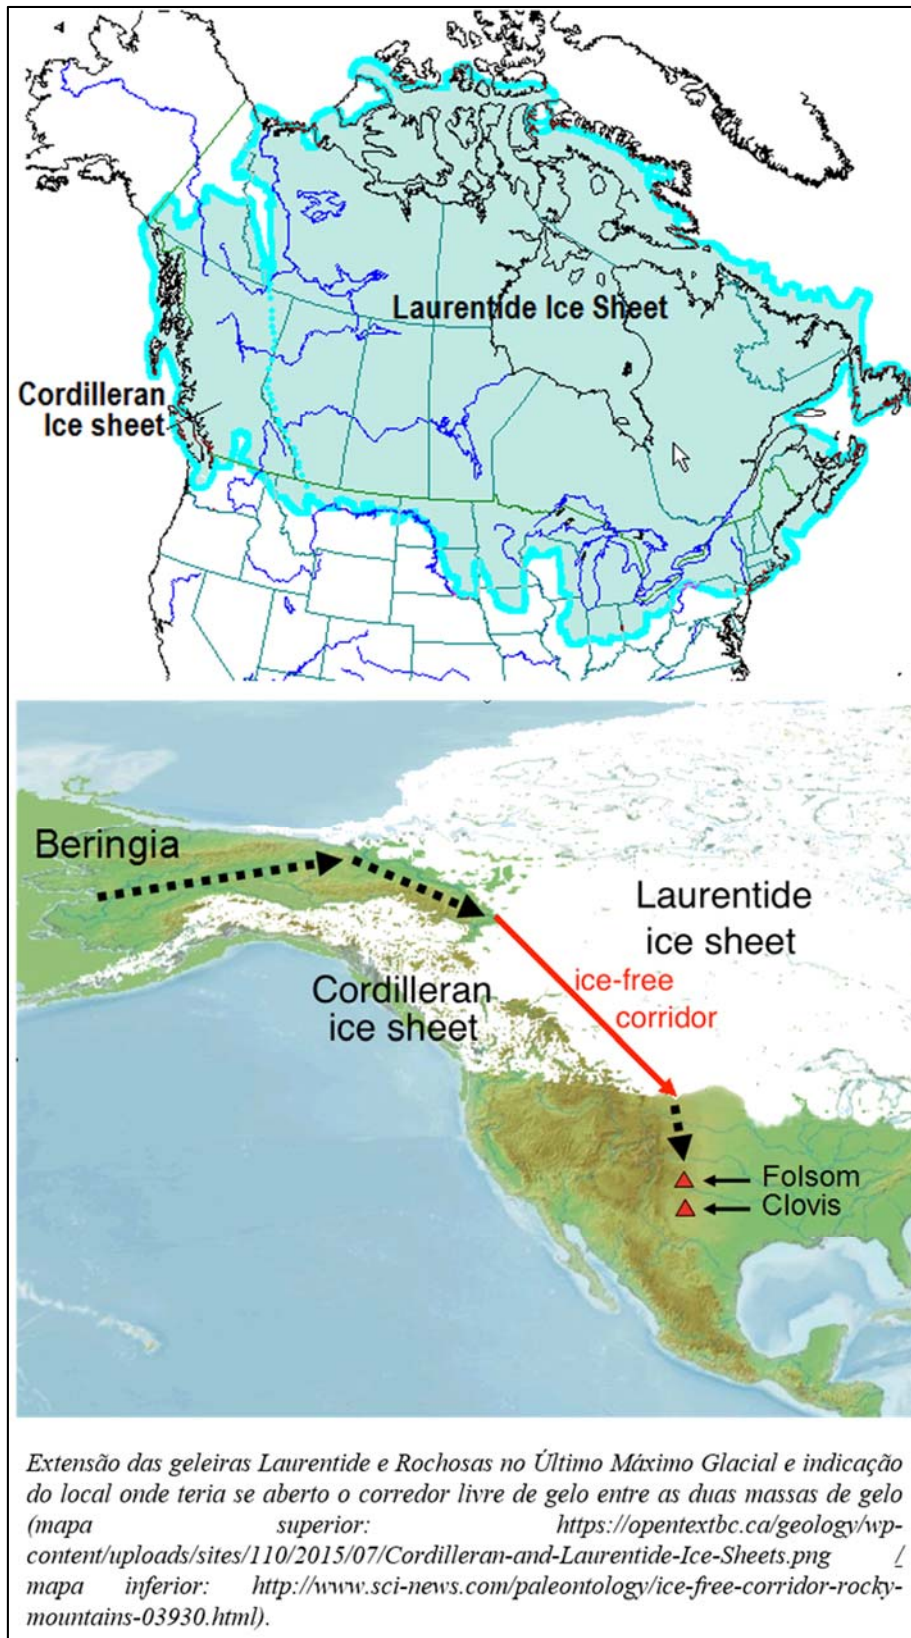 Laurentide Ice Sheet
Cordilleran
Ice sheet
Beringia
Laurentide
ice sheet
ice-free
corridor
Cordilleran
ice sheet
Folsom
Clovis
Extensão das geleiras Laurentide e Rochosas no Último Máximo Glacial e indicação
do local onde teria se aberto o corredor livre de gelo entre as duas massas de gelo
(mapa superior: https://opentextbc.ca/geology/wp-
content/uploads/sites/110/2015/07/Cordilleran-and-Laurentide-Ice-Sheets.png /
mapa inferior: http://www.sci-news.com/paleontology/ice-free-corridor-rocky-
mountains-03930.html).